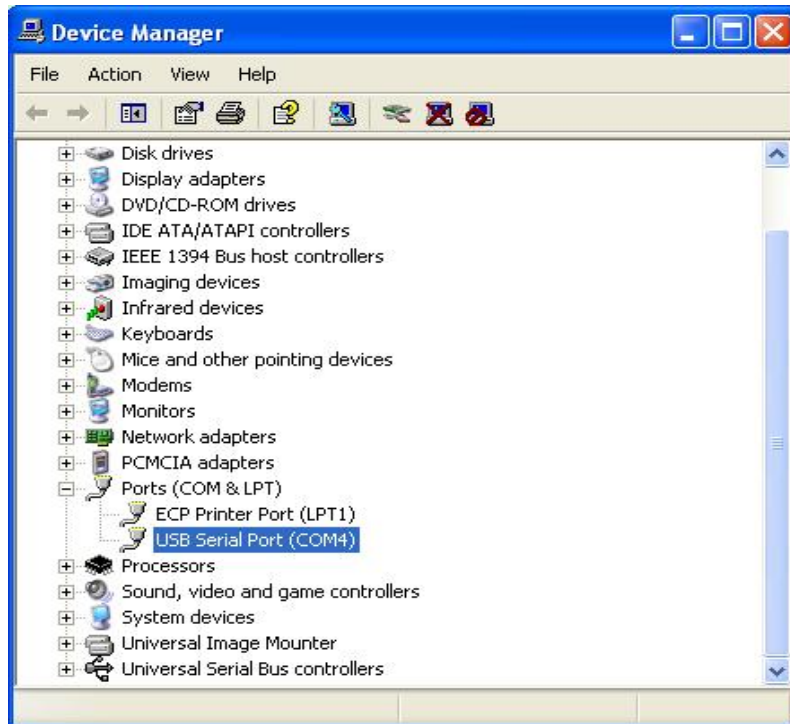 Device Manager
File Action View Help
Disk drives
Display adapters
DVD/CD-ROM drives
IDE ATA/ATAPI controllers
IEEE 1394 Bus host controllers
Imaging devices
Infrared devices
Keyboards
Mice and other pointing devices
Modems
Monitors
Network adapters
PCMCIA adapters
Ports (COM & LPT)
ECP Printer Port (LPT1)
USB Serial Port (COM4)
Processors
Sound, video and game controllers
System devices
Universal Image Mounter
Universal Serial Bus controllers